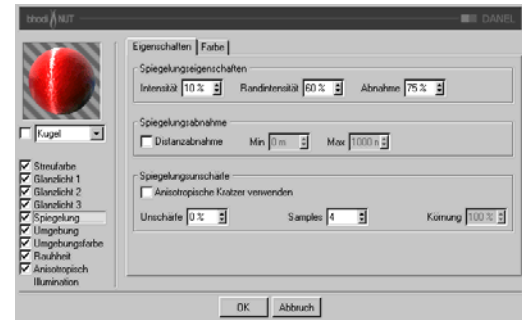 bhodiNUT
DANEL
Eigenschaften Farbe
Spiegelungseigenschaften
Intensität 10 % Randintensität 60 % Abnahme 75 %
Spiegelungsabnahme
Distanzabnahme Min 0 m Max 1000 m
Kugel
Spiegelungsunschärfe
Anisotropische Kratzer verwenden
Unschärfe 0 % Samples 4 Körnung 100 %
Streufarbe
Glanzlicht 1
Glanzlicht 2
Glanzlicht 3
Spiegelung
Umgebung
Umgebungsfarbe
Rauhheit
Anisotropisch
Illumination
OK Abbruch